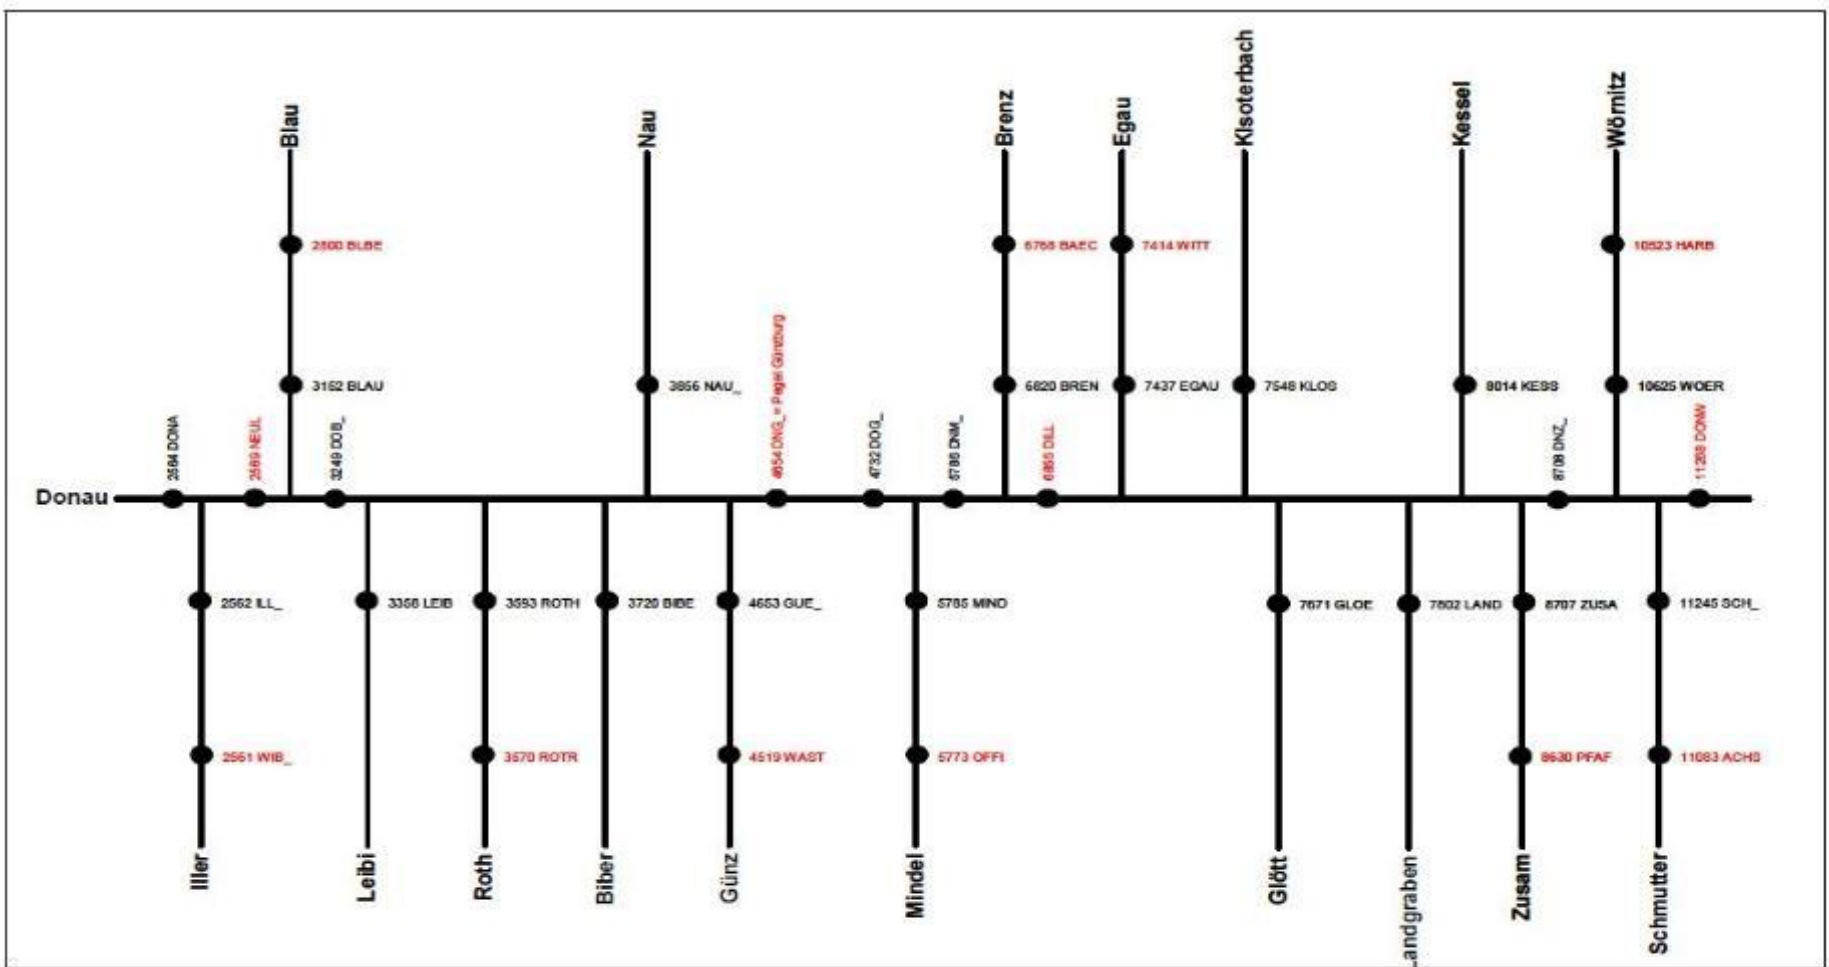 Blau
Nau
Brenz
Egau
Klsoterbach
Kessel
Wörnitz
2800 BLBE
6768 BAEC
7414 WITT
10523 HARB
3152 BLAU
3856 NAU_
6820 BREN
7437 EGAU
7548 KLOS
8014 KESS
10625 WOER
2564 DONA
2569 NEUL
3249 DOB_
4654 DNG_= Pegel Günzburg
4732 DOG_
5786 DNM_
6855 DILL
8708 DNZ_
11268 DONW
Donau
2562 ILL_
3358 LEIB
3593 ROTH
3720 BIBE
4653 GUE_
5785 MIND
7671 GLOE
7802 LAND
8707 ZUSA
11245 SCH_
2561 WIB_
3570 ROTR
4519 WAST
5773 OFFI
8630 PFAF
11083 ACHS
Iller
Leibi
Roth
Biber
Günz
Mindel
Glött
Landgraben
Zusam
Schmutter